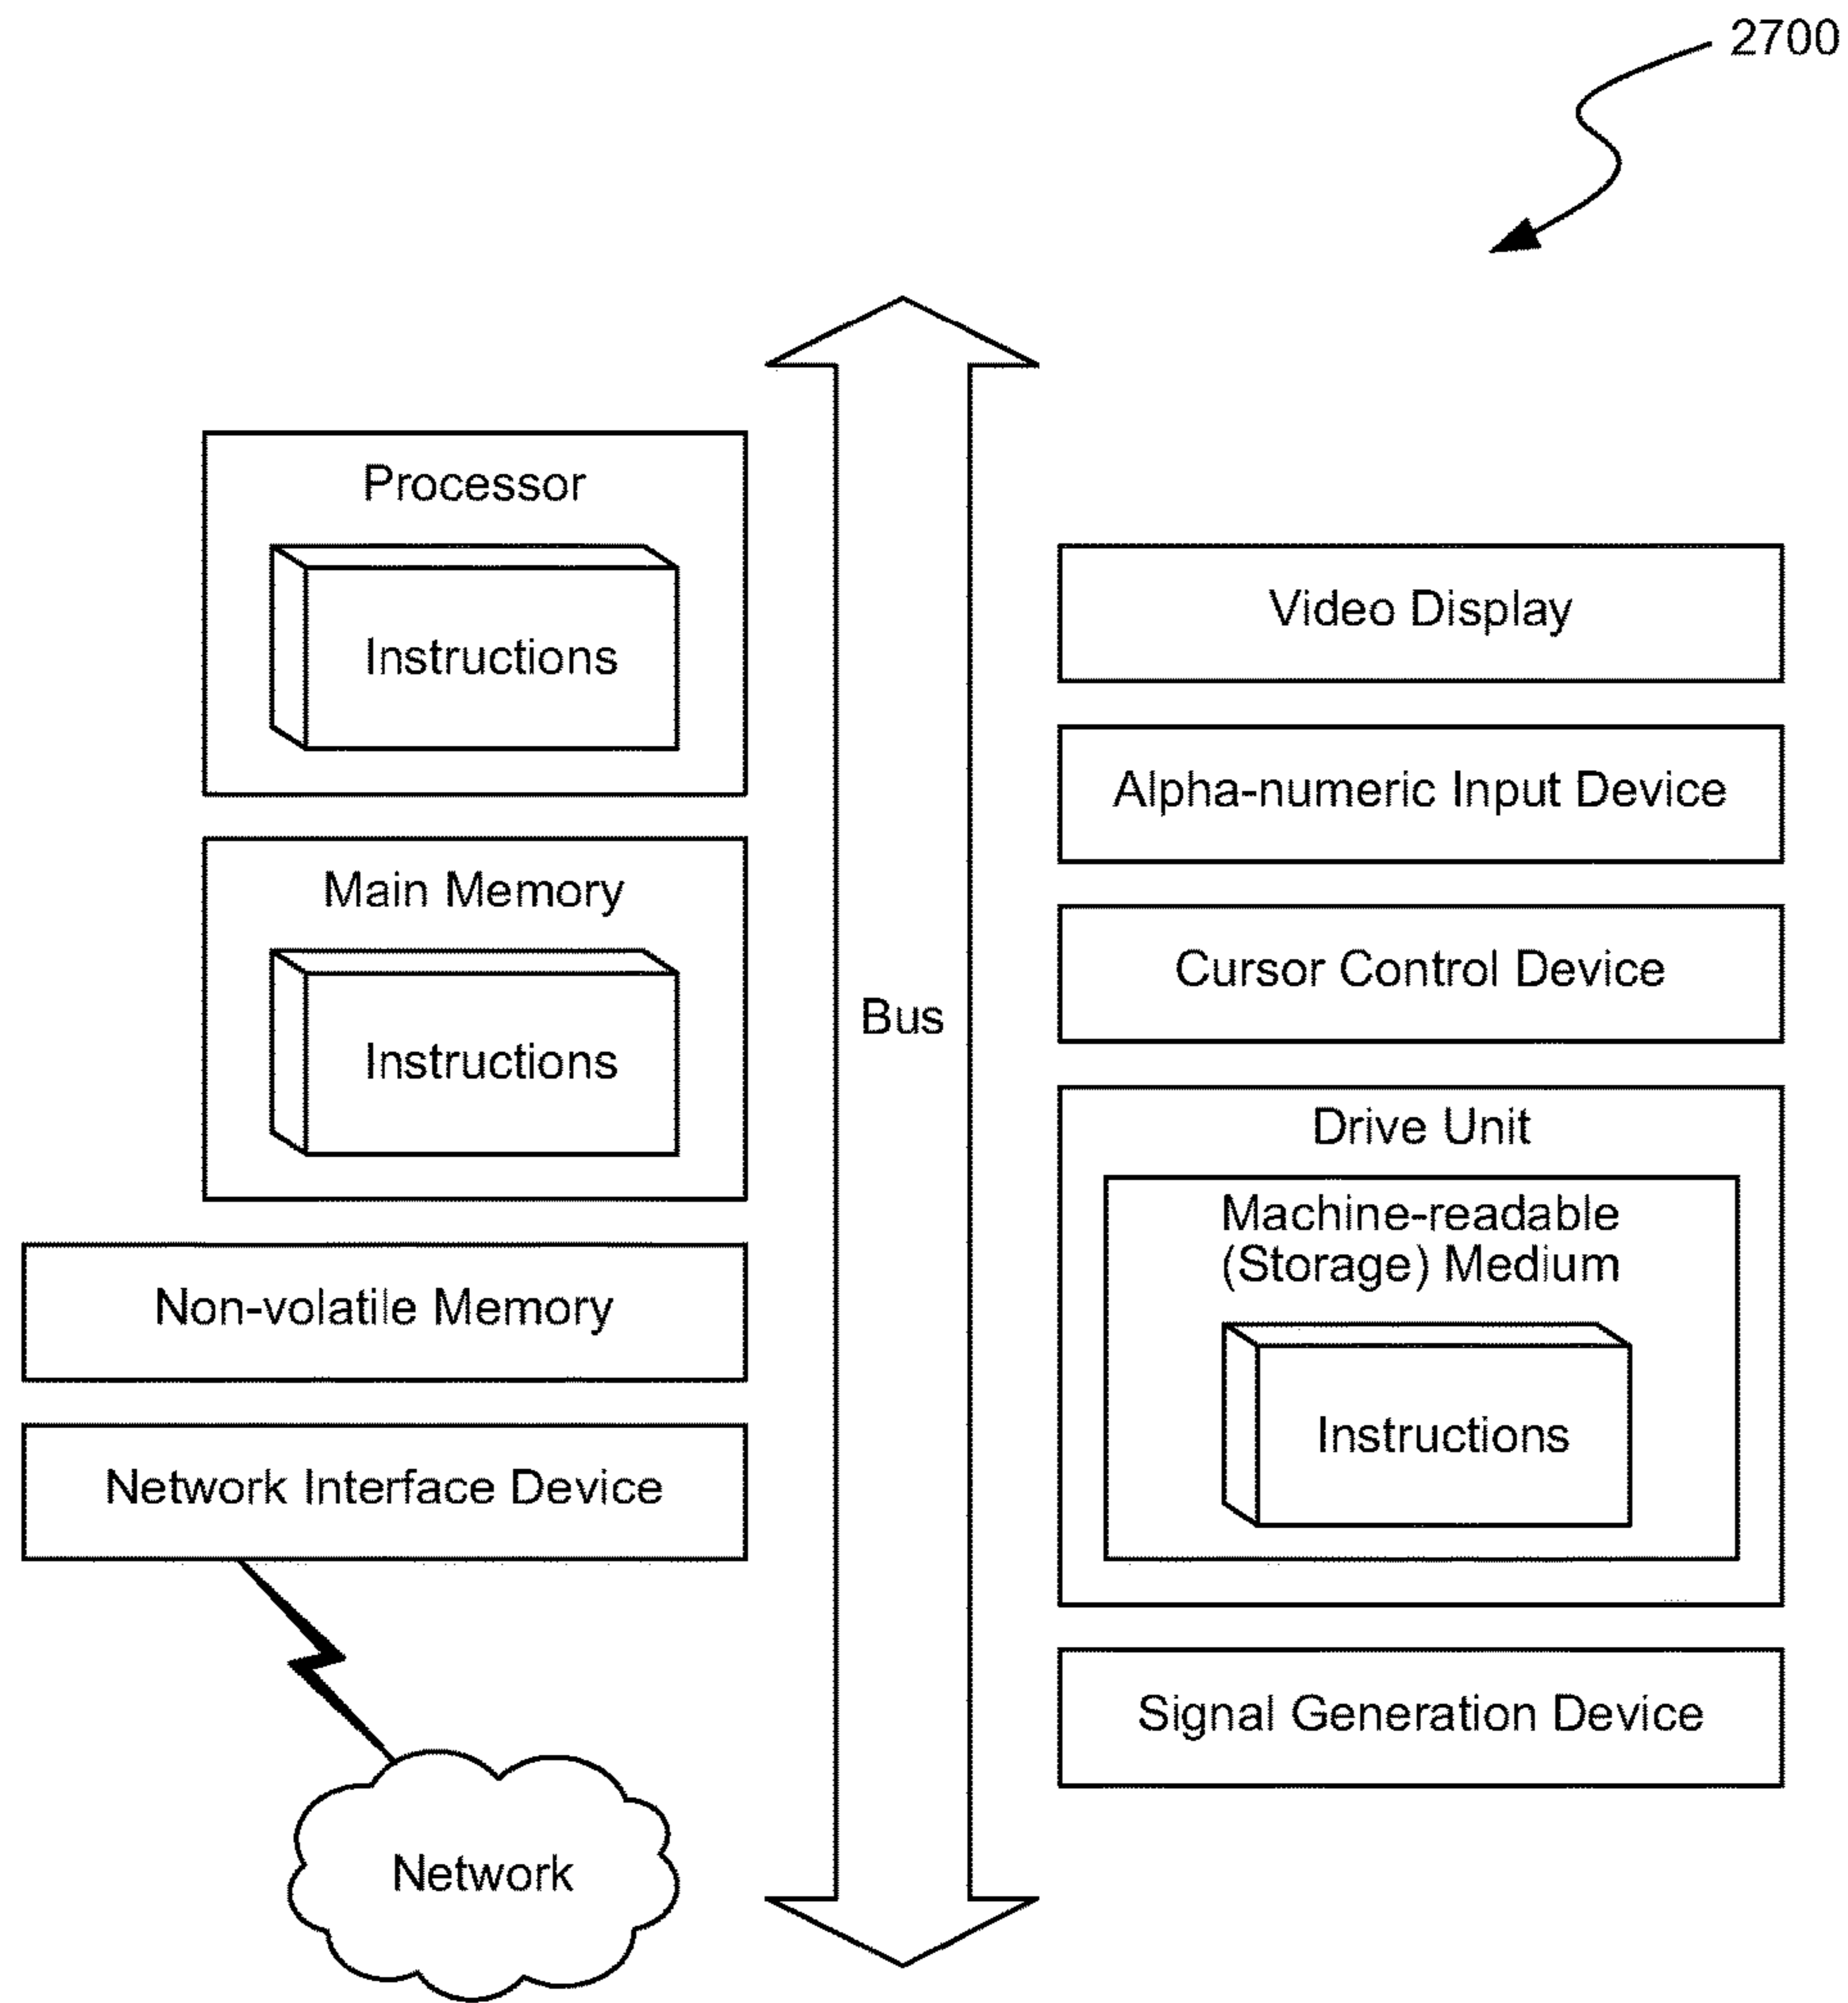 2700
Processor
Instructions
Main Memory
Instructions
Non-volatile Memory
Network Interface Device
Network
Bus
Video Display
Alpha-numeric Input Device
Cursor Control Device
Drive Unit
Machine-readable
(Storage) Medium
Instructions
Signal Generation Device